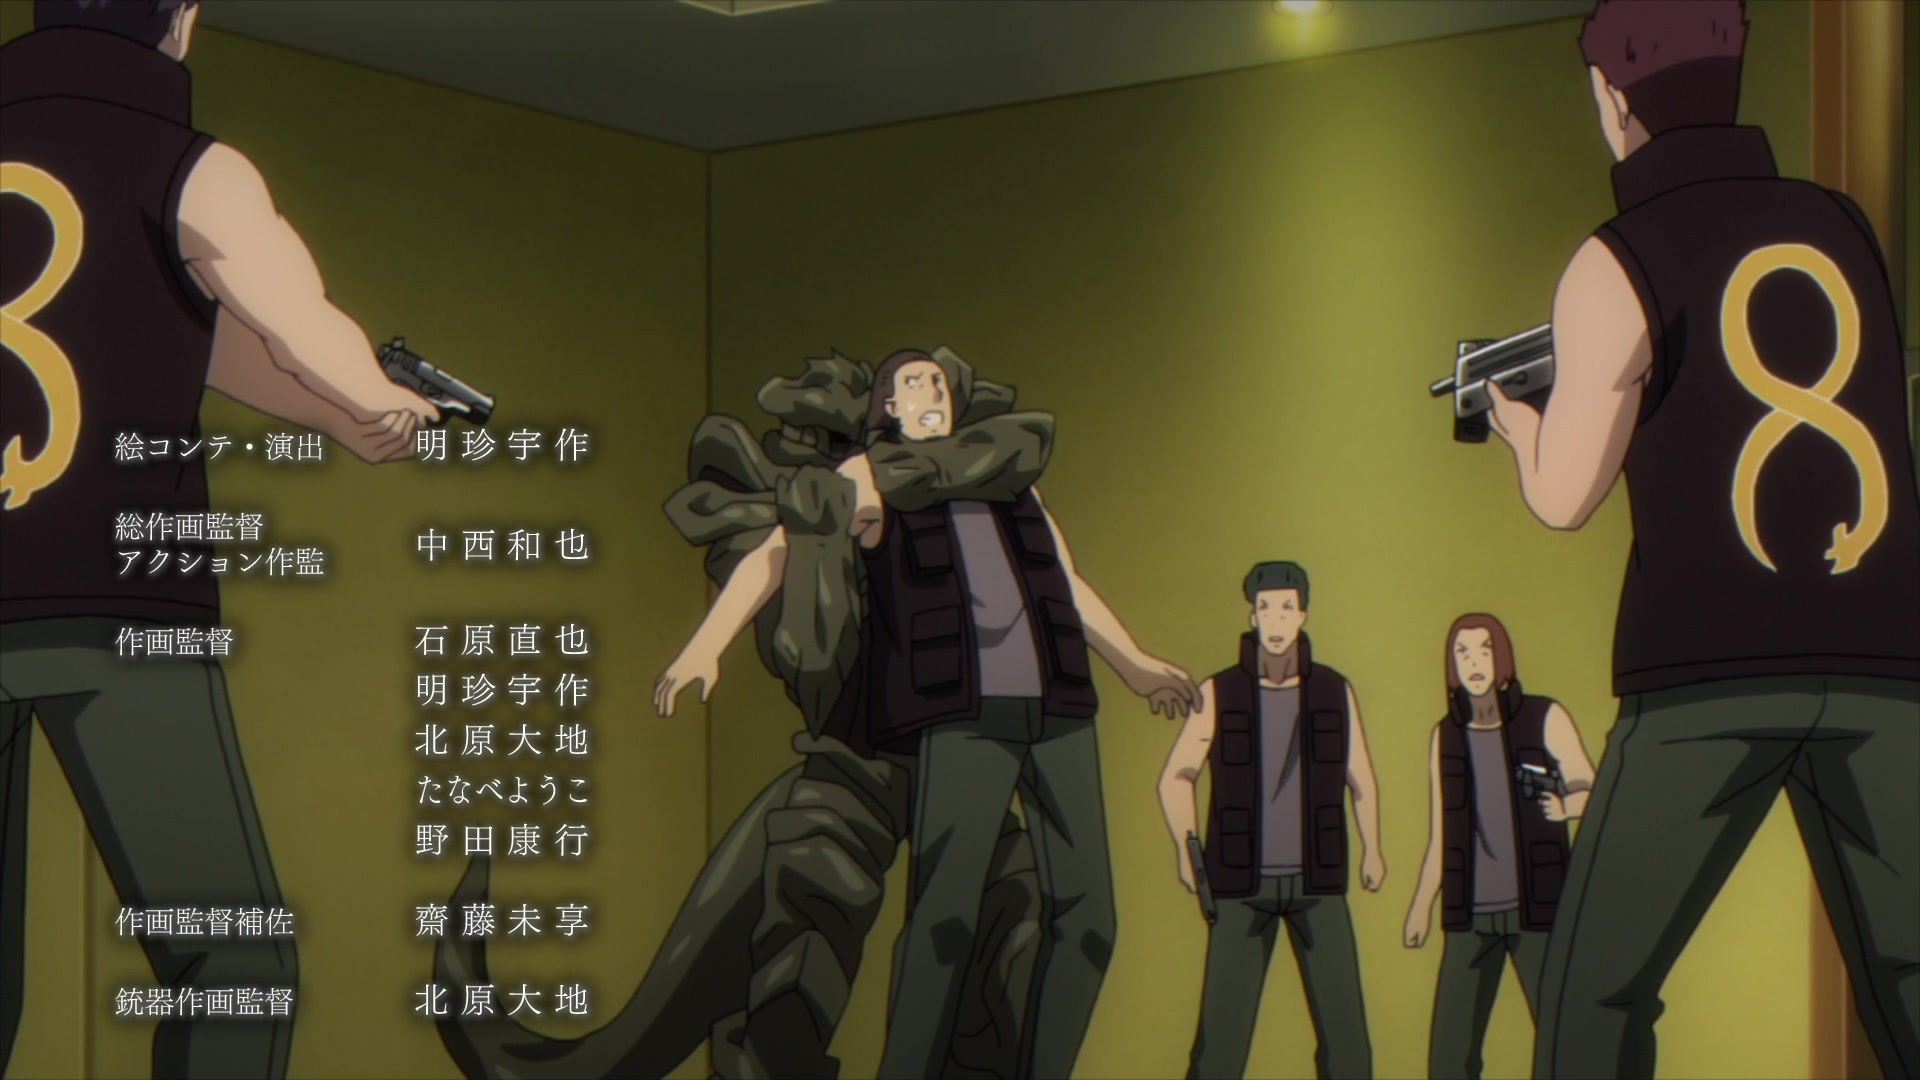 絵コンテ・演出 明珍宇作
総作画監督
アクション作監 中西和也
作画監督 石原直也
明珍宇作
北原大地
たなべようこ
野田康行
作画監督補佐 齋藤未享
銃器作画監督 北原大地